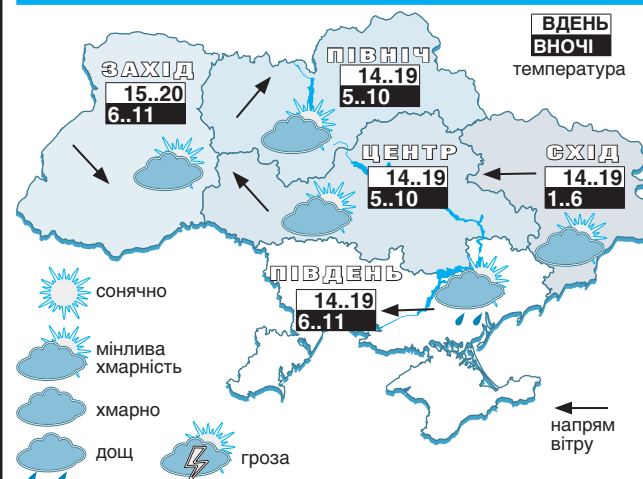 ВДЕНЬ
ВНОЧІ
температура
ПІВНІЧ
14..19
5..10
ЗАХІД
15..20
6..11
ЦЕНТР
14..19
5..10
СХІД
14..19
1..6
ПІВДЕНЬ
14..19
6..11
сонячно
мінлива
хмарність
хмарно
дощ
гроза
напрям
вітру